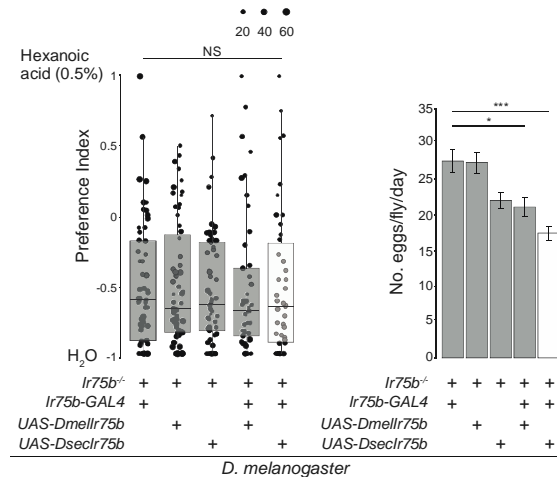 20 40 60
Hexanoic
acid (0.5%)
NS
1
0
-0.5
-1
Preference Index
H2O
Ir75b-/- + + + + +
Ir75b-GAL4 + + +
UAS-DmelIr75b + +
UAS-DsecIr75b + +
35
30
25
20
15
10
5
0
No. eggs/fly/day
***
*
Ir75b-/- + + + + +
Ir75b-GAL4 + + +
UAS-DmelIr75b + +
UAS-DsecIr75b + +
D. melanogaster